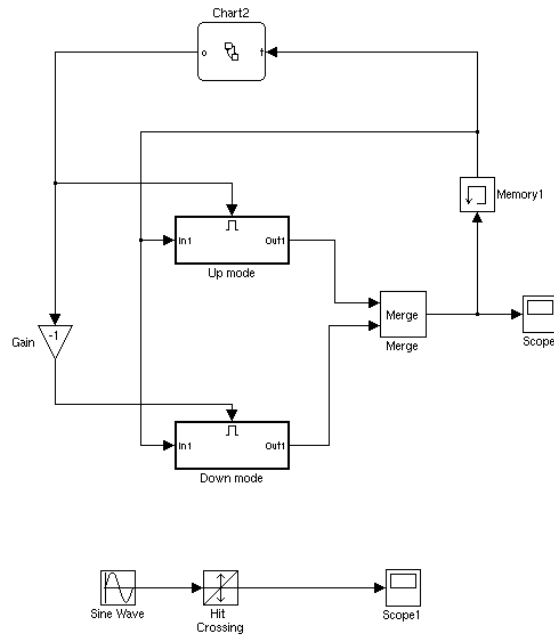 Chart2
o
t
Memory1
In1
Out1
Up mode
Merge
Merge
Scope
Gain
-1
In1
Out1
Down mode
Sine Wave
Hit
Crossing
Scope1